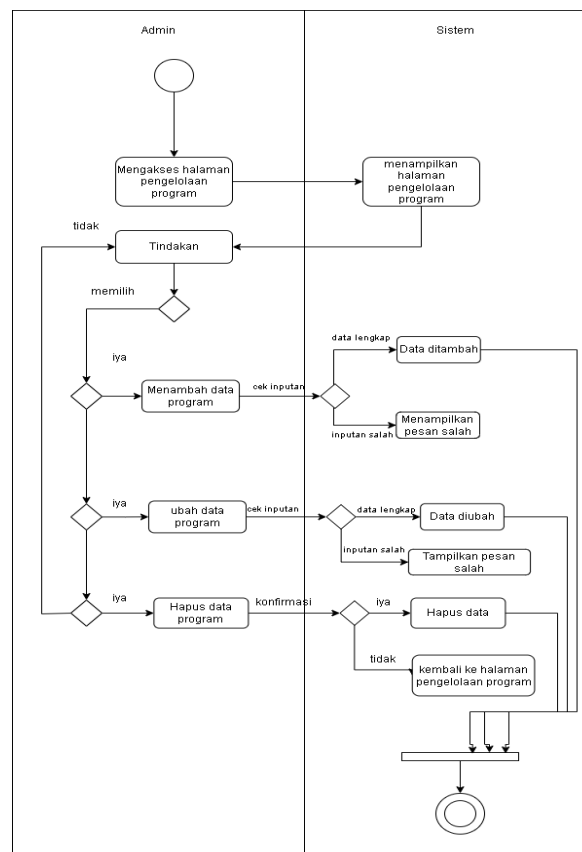 Admin
Sistem
Mengakses halaman
pengelolaan
program
menampilkan
halaman
pengelolaan
program
tidak
Tindakan
memilih
iya
Menambah data
program
cek inputan
data lengkap
Data ditambah
inputan salah
Menampilkan
pesan salah
iya
ubah data
program
cek inputan
data lengkap
Data diubah
inputan salah
Tampilkan pesan
salah
iya
Hapus data
program
konfirmasi
iya
Hapus data
tidak
kembali ke halaman
pengelolaan program